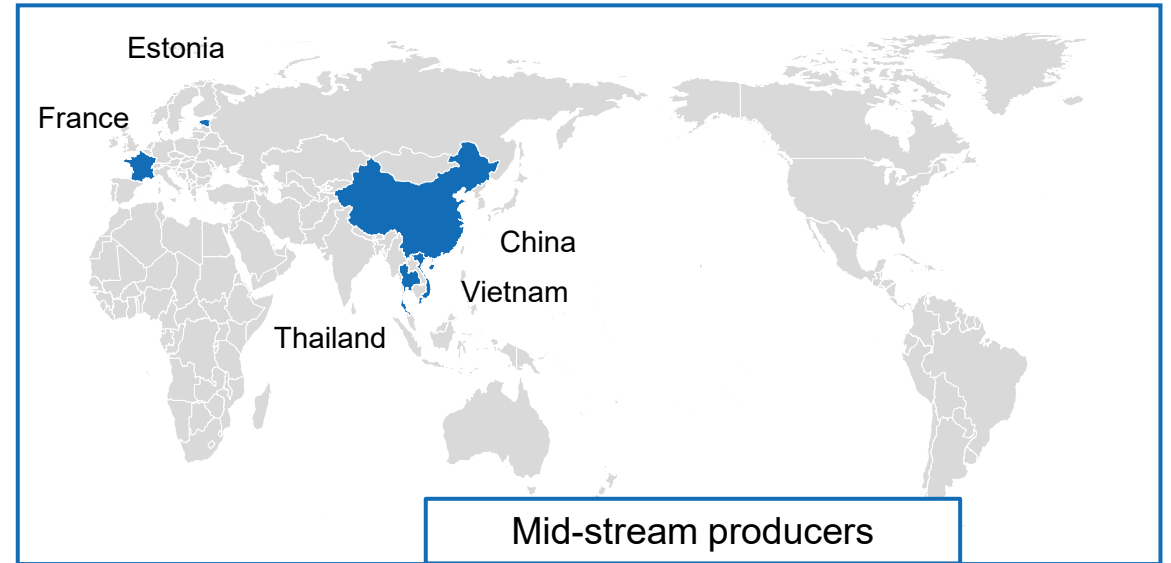 Estonia
France
China
Vietnam
Thailand
Mid-stream producers